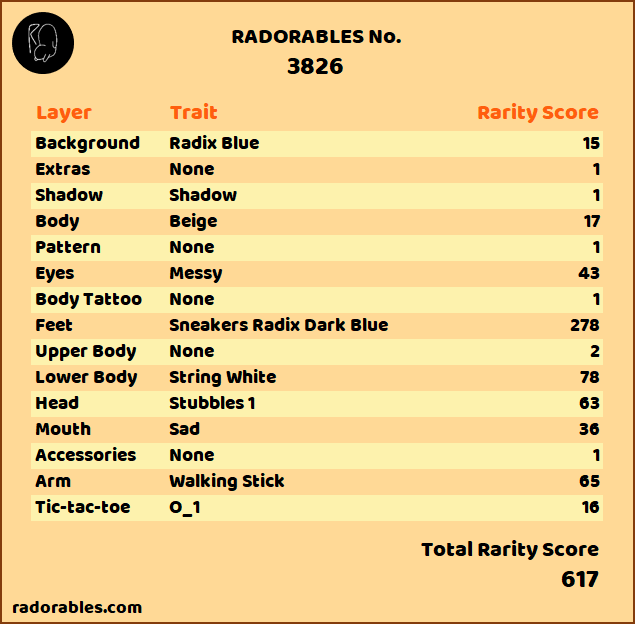 RADORABLES No.
3826
Layer Trait Rarity Score
Background Radix Blue 15
Extras None 1
Shadow Shadow 1
Body Beige 17
Pattern None 1
Eyes Messy 43
Body Tattoo None 1
Feet Sneakers Radix Dark Blue 278
Upper Body None 2
Lower Body String White 78
Head Stubbles 1 63
Mouth Sad 36
Accessories None 1
Arm Walking Stick 65
Tic-tac-toe O_1 16
Total Rarity Score
617
radorables.com